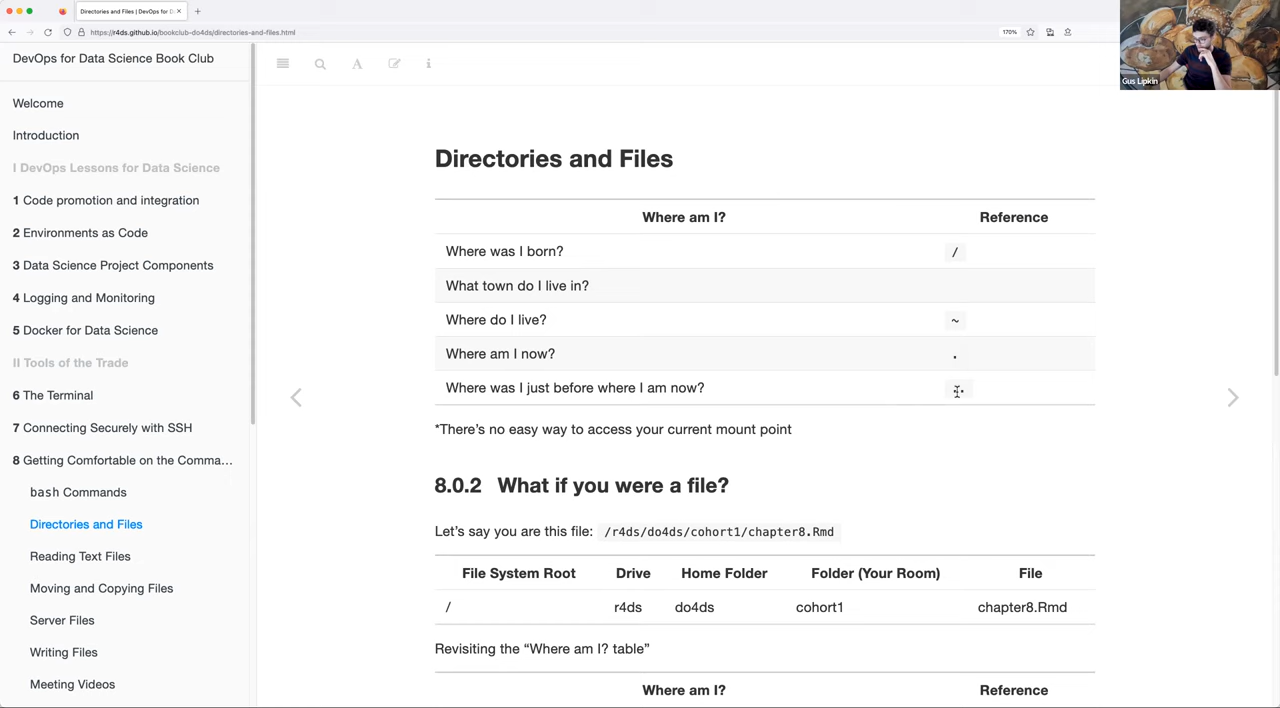 Directories and Files | DevOps for D
https://r4ds.github.io/bookclub-do4ds/directories-and-files.html
170%
Gus Lipkin
DevOps for Data Science Book Club
Welcome
Introduction
I DevOps Lessons for Data Science
1 Code promotion and integration
2 Environments as Code
3 Data Science Project Components
4 Logging and Monitoring
5 Docker for Data Science
II Tools of the Trade
6 The Terminal
7 Connecting Securely with SSH
8 Getting Comfortable on the Comma…
bash Commands
Directories and Files
Reading Text Files
Moving and Copying Files
Server Files
Writing Files
Meeting Videos
Directories and Files
Where am I? Reference
Where was I born? /
What town do I live in?
Where do I live? ~
Where am I now? .
Where was I just before where I am now? ..
*There’s no easy way to access your current mount point
8.0.2 What if you were a file?
Let’s say you are this file: /r4ds/do4ds/cohort1/chapter8.Rmd
File System Root Drive Home Folder Folder (Your Room) File
/ r4ds do4ds cohort1 chapter8.Rmd
Revisiting the “Where am I? table”
Where am I? Reference